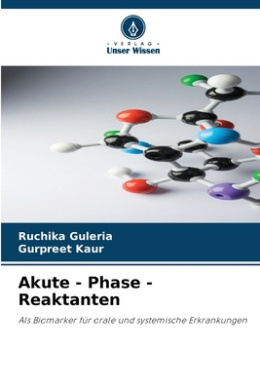 • VERLAG •
Unser Wissen
Ruchika Guleria
Gurpreet Kaur
Akute - Phase -
Reaktanten
Als Biomarker für orale und systemische Erkrankungen